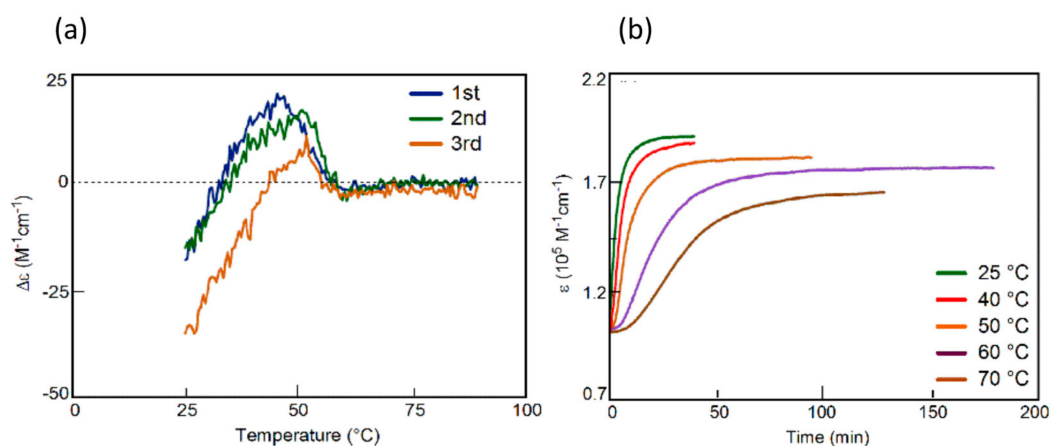 (a)
(b)
25
0
-25
-50
0
25
50
75
100
Δε (M⁻¹cm⁻¹)
Temperature (°C)
1st
2nd
3rd
2.2
1.7
1.2
0.7
0
50
100
150
200
ε (10⁵ M⁻¹cm⁻¹)
Time (min)
25 °C
40 °C
50 °C
60 °C
70 °C